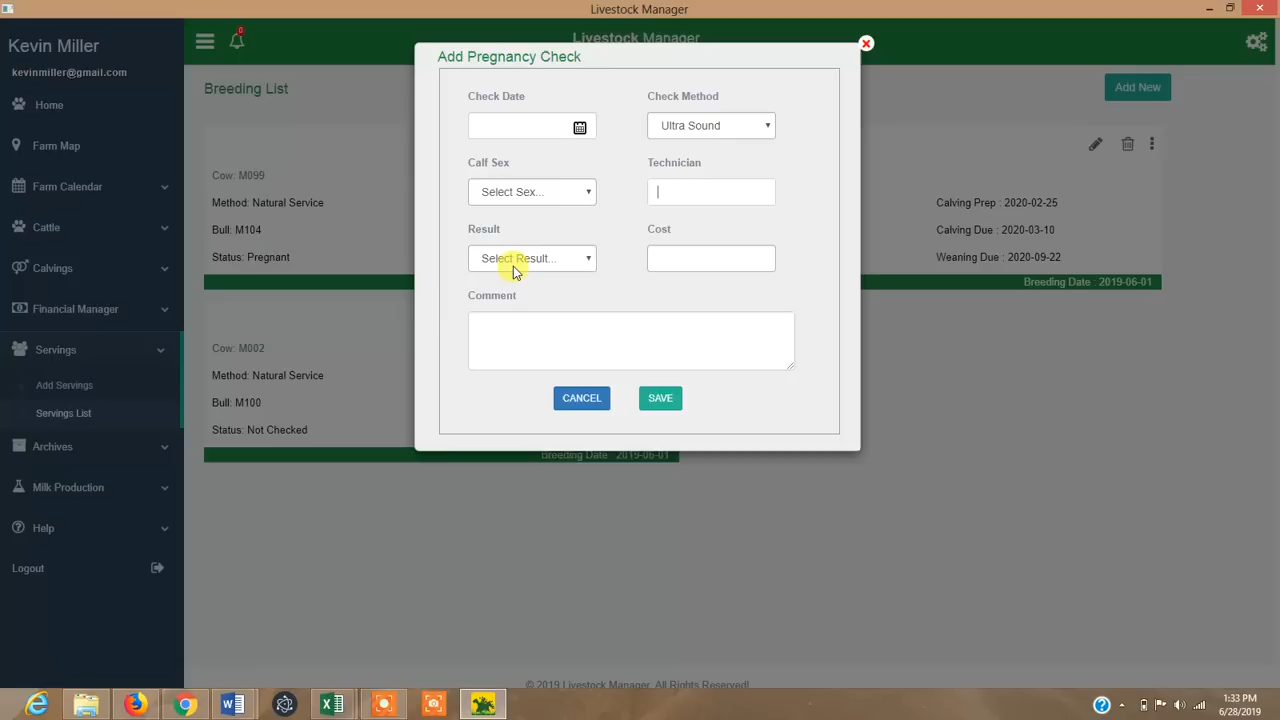 Livestock Manager
Kevin Miller
kevinmiller@gmail.com
Home
Farm Map
Farm Calendar
Cattle
Calvings
Financial Manager
Servings
Add Servings
Servings List
Archives
Milk Production
Help
Logout
0
Livestock Manager
Breeding List
Add New
Cow: M099
Method: Natural Service
Bull: M104
Status: Pregnant
Calving Prep : 2020-02-25
Calving Due : 2020-03-10
Weaning Due : 2020-09-22
Breeding Date : 2019-06-01
Cow: M002
Method: Natural Service
Bull: M100
Status: Not Checked
Breeding Date 2019-06-01
Add Pregnancy Check
Check Date
Check Method
Ultra Sound
Calf Sex
Technician
Select Sex...
Result
Cost
Select Result...
Comment
CANCEL
SAVE
© 2019 Livestock Manager. All Rights Reserved!
1:33 PM
6/28/2019